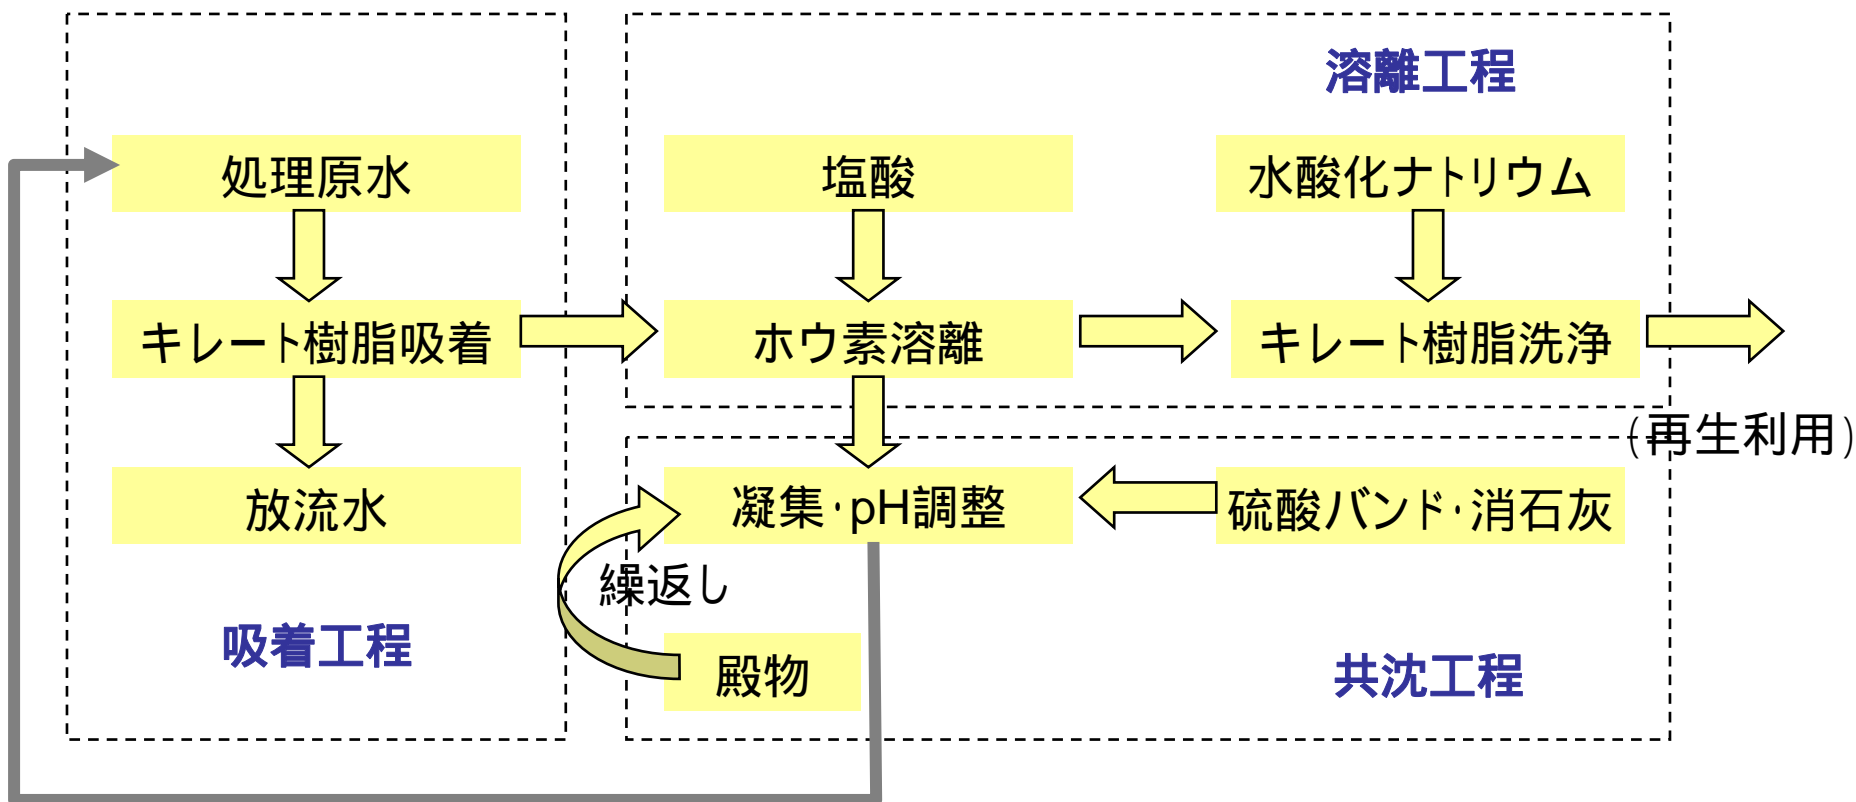 溶離工程
処理原水
塩酸
水酸化ナトリウム
キレート樹脂吸着
ホウ素溶離
キレート樹脂洗浄
(再生利用)
放流水
凝集・pH調整
硫酸バンド・消石灰
繰返し
吸着工程
殿物
共沈工程